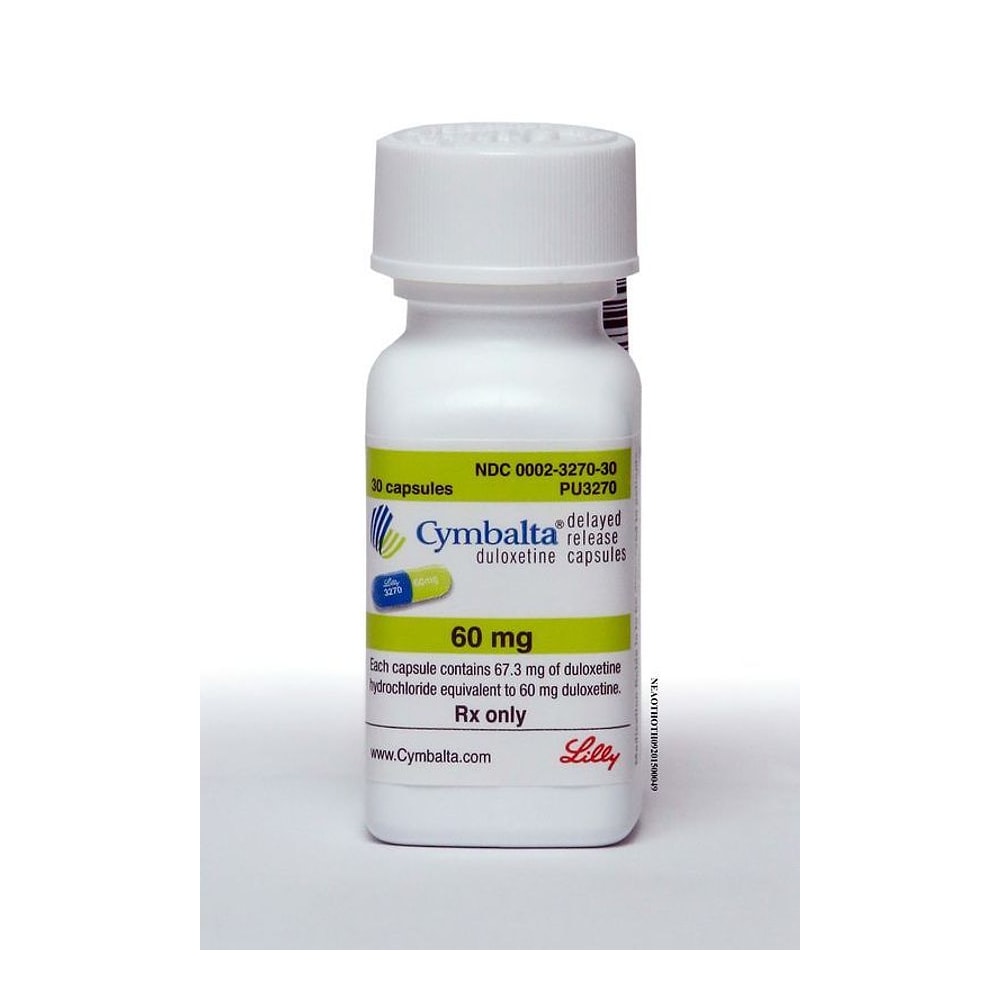 NDC 0002-3270-30
30 capsules PU3270
Cymbalta® delayed
release
duloxetine capsules
Lilly
3270 60mg
60 mg
Each capsule contains 67.3 mg of duloxetine
hydrochloride equivalent to 60 mg duloxetine.
Rx only
www.Cymbalta.com Lilly